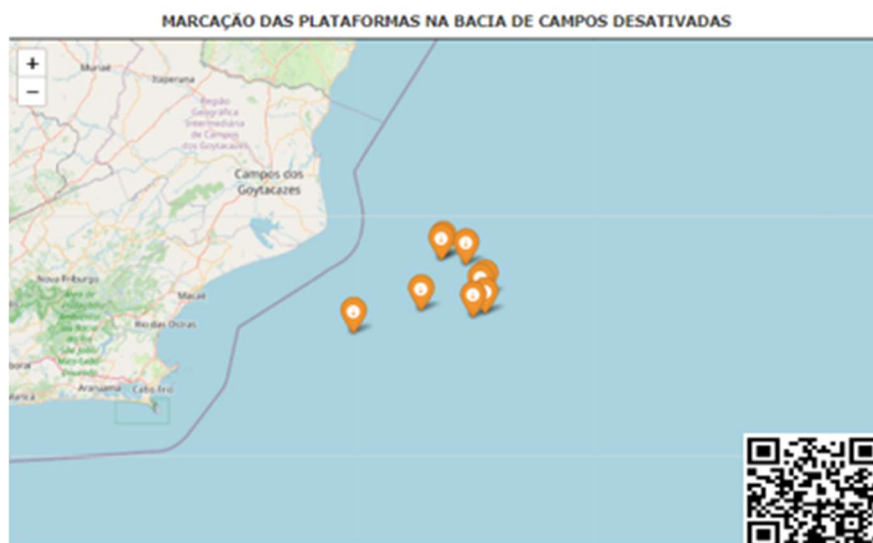 MARCAÇÃO DAS PLATAFORMAS NA BACIA DE CAMPOS DESATIVADAS
+
−
Muriaé
Itaperuna
Região
Geográfica
Intermediária
de Campos
dos Goytacazes
Campos dos
Goytacazes
Nova Friburgo
Macaé
Rio das Ostras
Araruama
Cabo Frio